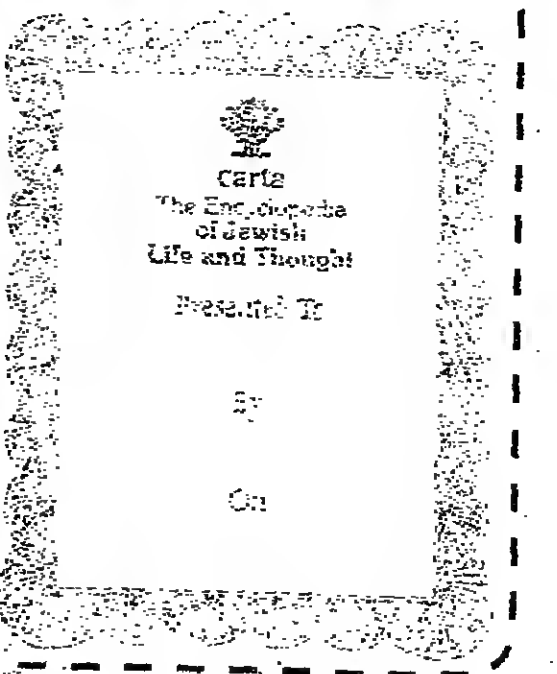 Carta
The Encyclopedia
of Jewish
Life and Thought
Presented To
By
On